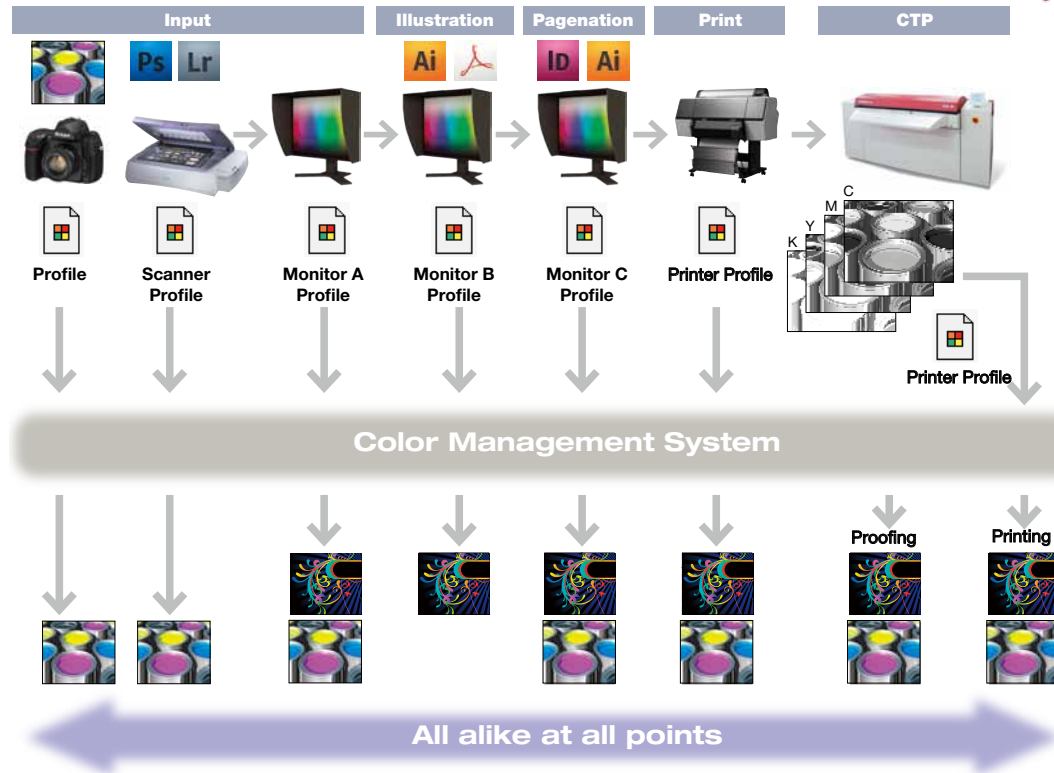 Input
Illustration
Pagenation
Print
CTP
Ps
Lr
Ai
ID
Ai
C
M
Y
K
Profile
Scanner
Profile
Monitor A
Profile
Monitor B
Profile
Monitor C
Profile
Printer Profile
Printer Profile
Color Management System
Proofing
Printing
All alike at all points